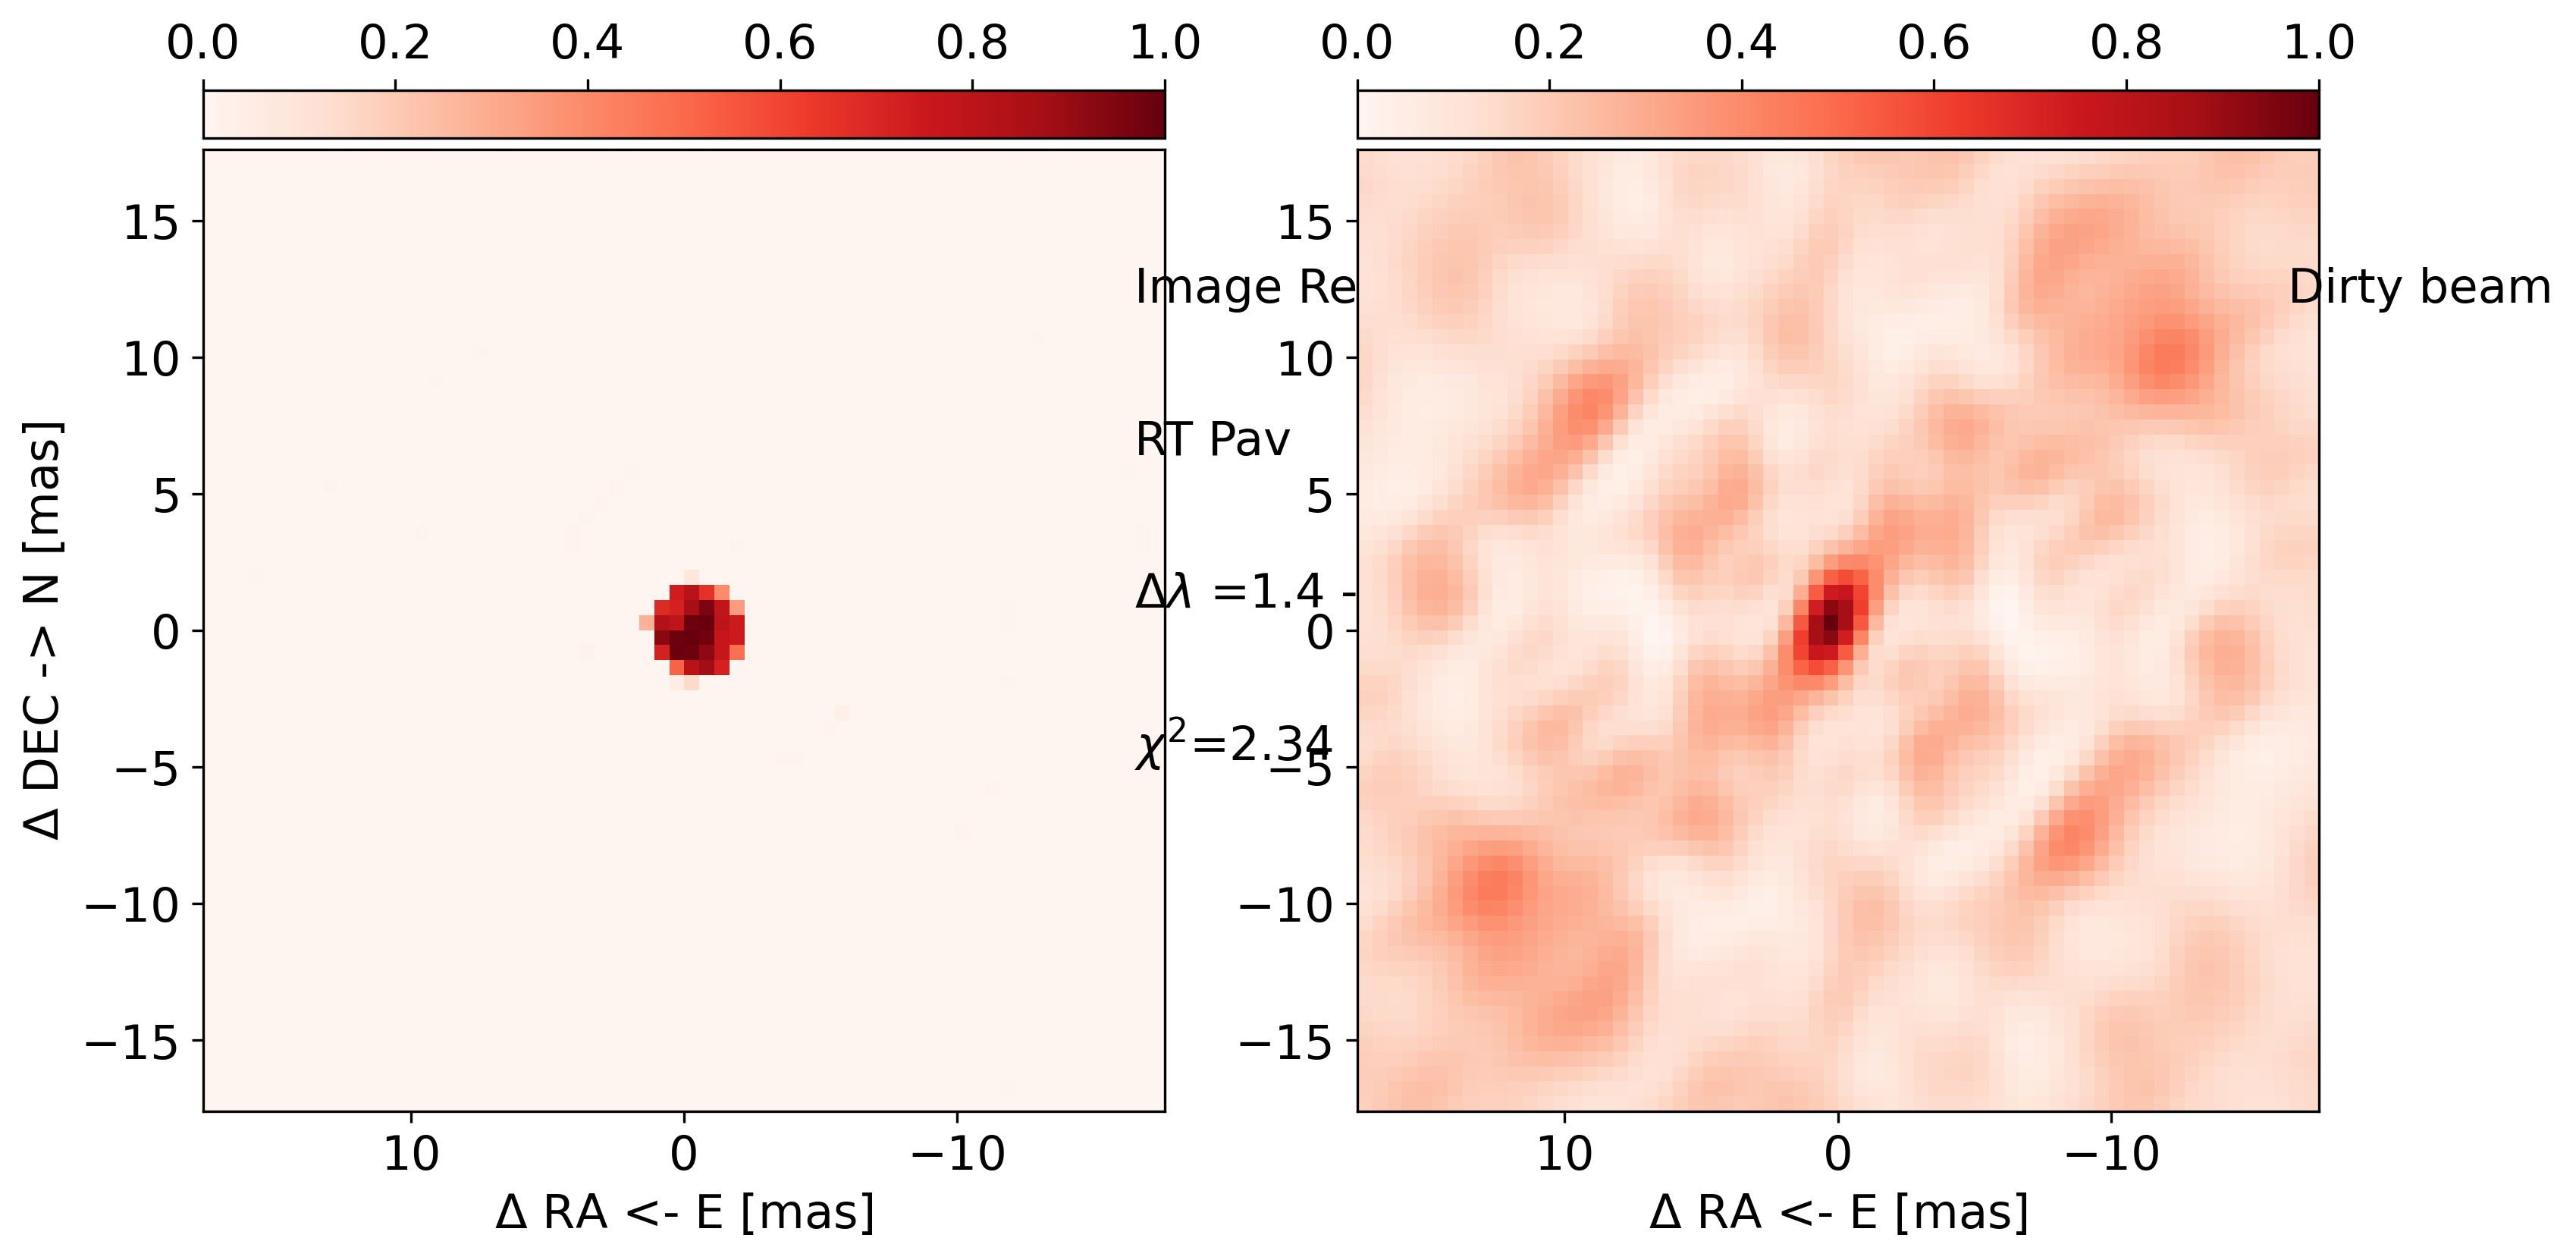 0.0 0.2 0.4 0.6 0.8 1.0
0.0 0.2 0.4 0.6 0.8 1.0
15
10
5
0
−5
−10
−15
Δ DEC -> N [mas]
10 0 −10
Δ RA <- E [mas]
Image Re
RT Pav
Δλ =1.4 -
χ²=2.34
15
10
5
0
−5
−10
−15
10 0 −10
Δ RA <- E [mas]
Dirty beam